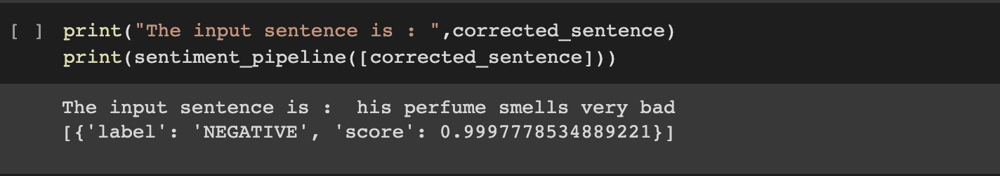 [ ] print("The input sentence is : ",corrected_sentence)
print(sentiment_pipeline([corrected_sentence]))
The input sentence is :  his perfume smells very bad
[{'label': 'NEGATIVE', 'score': 0.9997778534889221}]